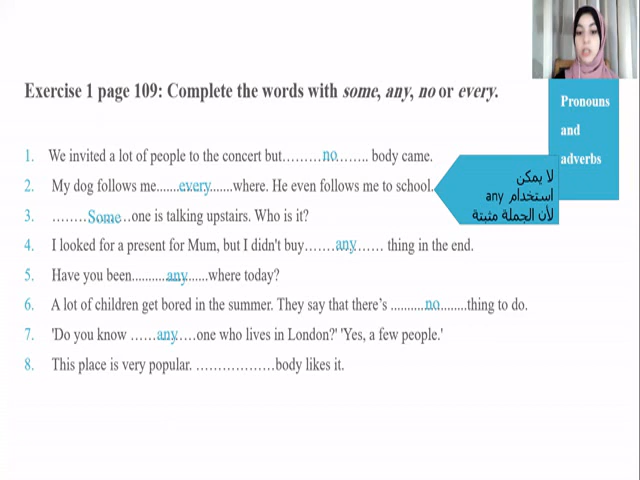 Exercise 1 page 109: Complete the words with some, any, no or every.
Pronouns
and
adverbs
1. We invited a lot of people to the concert but………no…….. body came.
2. My dog follows me.......every.......where. He even follows me to school.
لا يمكن
استخدام any
لأن الجملة مثبتة
3. ……..Some…one is talking upstairs. Who is it?
4. I looked for a present for Mum, but I didn't buy…….any…… thing in the end.
5. Have you been...........any.......where today?
6. A lot of children get bored in the summer. They say that there’s ..........no........thing to do.
7. 'Do you know ……any……one who lives in London?' 'Yes, a few people.'
8. This place is very popular. ………………body likes it.